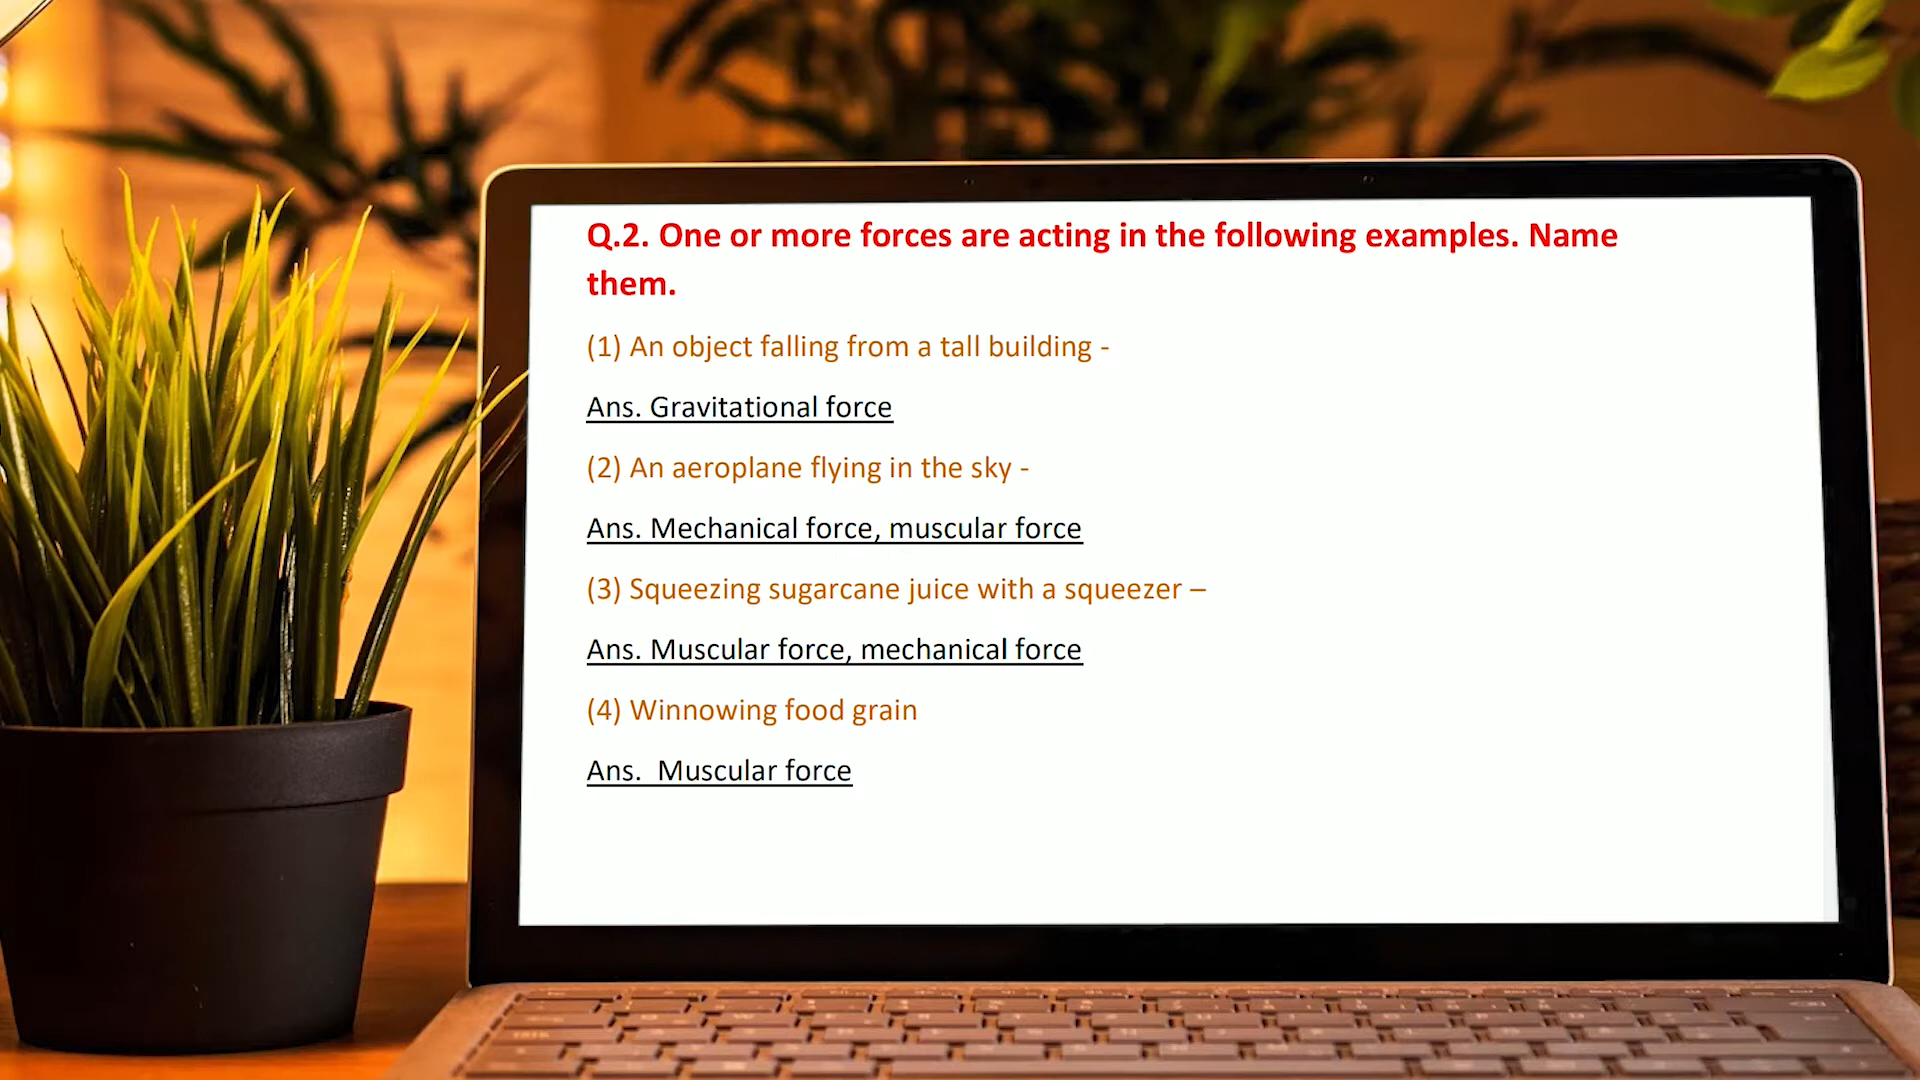 Q.2. One or more forces are acting in the following examples. Name
them.
(1) An object falling from a tall building -
Ans. Gravitational force
(2) An aeroplane flying in the sky -
Ans. Mechanical force, muscular force
(3) Squeezing sugarcane juice with a squeezer –
Ans. Muscular force, mechanical force
(4) Winnowing food grain
Ans.  Muscular force